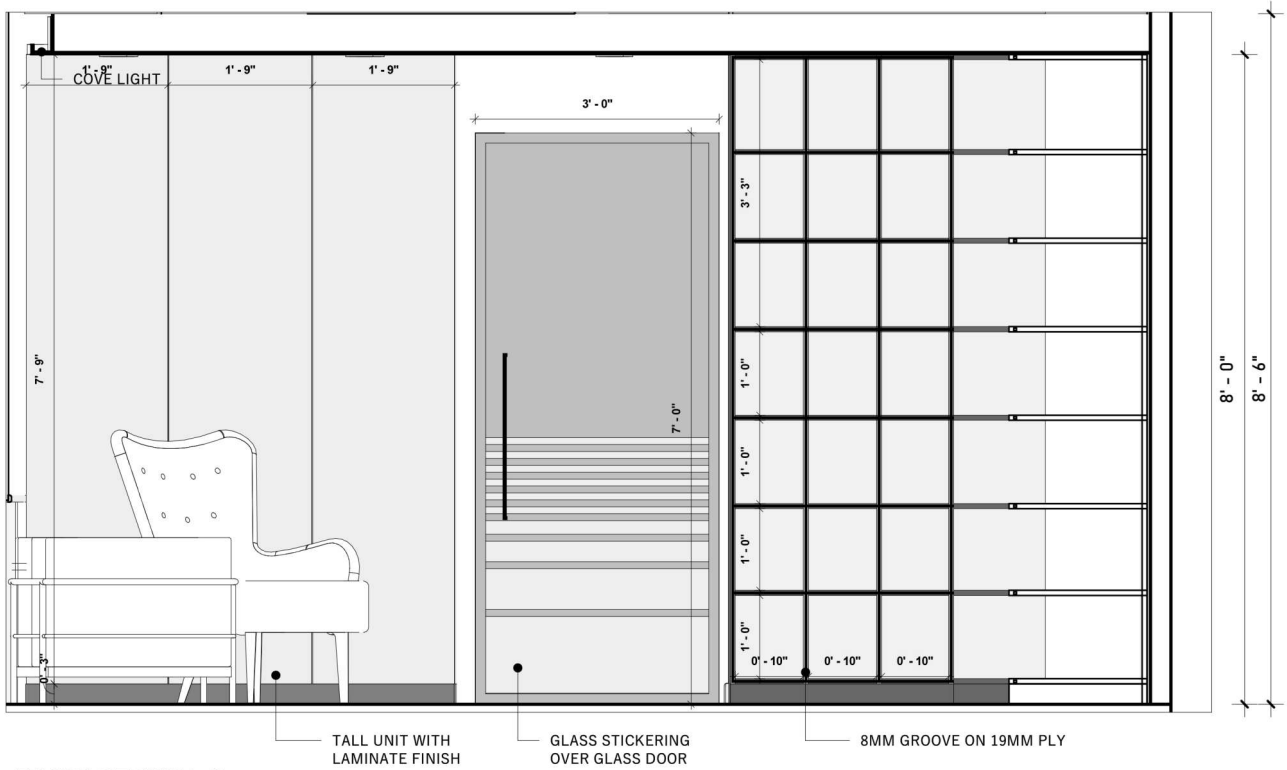 1' - 9"
1' - 9"
1' - 9"
COVE LIGHT
3' - 0"
3' - 3"
7' - 9"
1' - 0"
8' - 0"
8' - 6"
7' - 0"
1' - 0"
1' - 0"
1' - 0"
0' - 3"
0' - 10"
0' - 10"
0' - 10"
TALL UNIT WITH
LAMINATE FINISH
GLASS STICKERING
OVER GLASS DOOR
8MM GROOVE ON 19MM PLY